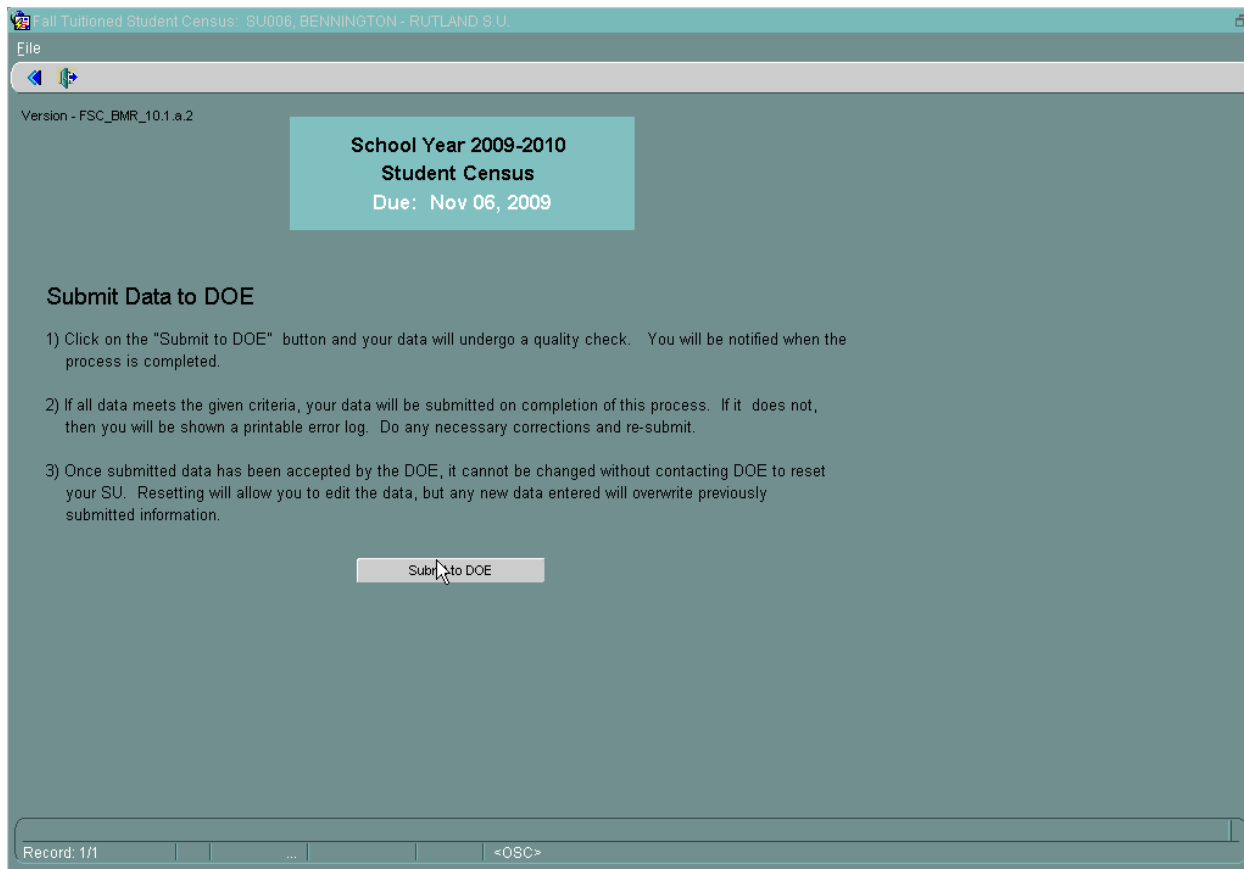 Fall Tuitioned Student Census: SU006, BENNINGTON - RUTLAND S.U.
File
Version - FSC_BMR_10.1.a.2
School Year 2009-2010
Student Census
Due: Nov 06, 2009
Submit Data to DOE
1) Click on the "Submit to DOE" button and your data will undergo a quality check. You will be notified when the
process is completed.
2) If all data meets the given criteria, your data will be submitted on completion of this process. If it does not,
then you will be shown a printable error log. Do any necessary corrections and re-submit.
3) Once submitted data has been accepted by the DOE, it cannot be changed without contacting DOE to reset
your SU. Resetting will allow you to edit the data, but any new data entered will overwrite previously
submitted information.
Submit to DOE
Record: 1/1 ... <OSC>